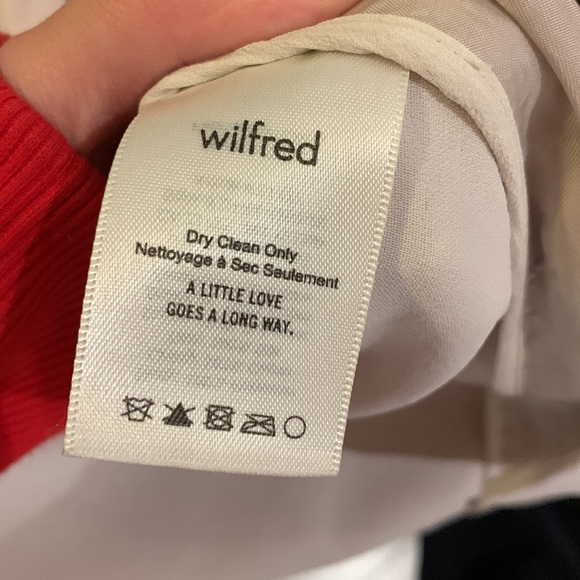 wilfred
Dry Clean Only
Nettoyage à Sec Seulement
A LITTLE LOVE
GOES A LONG WAY.